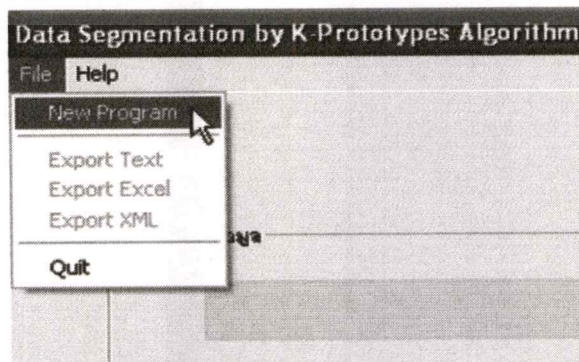 Data Segmentation by K-Prototypes Algorithm
File Help
New Program
Export Text
Export Excel
Export XML
Quit